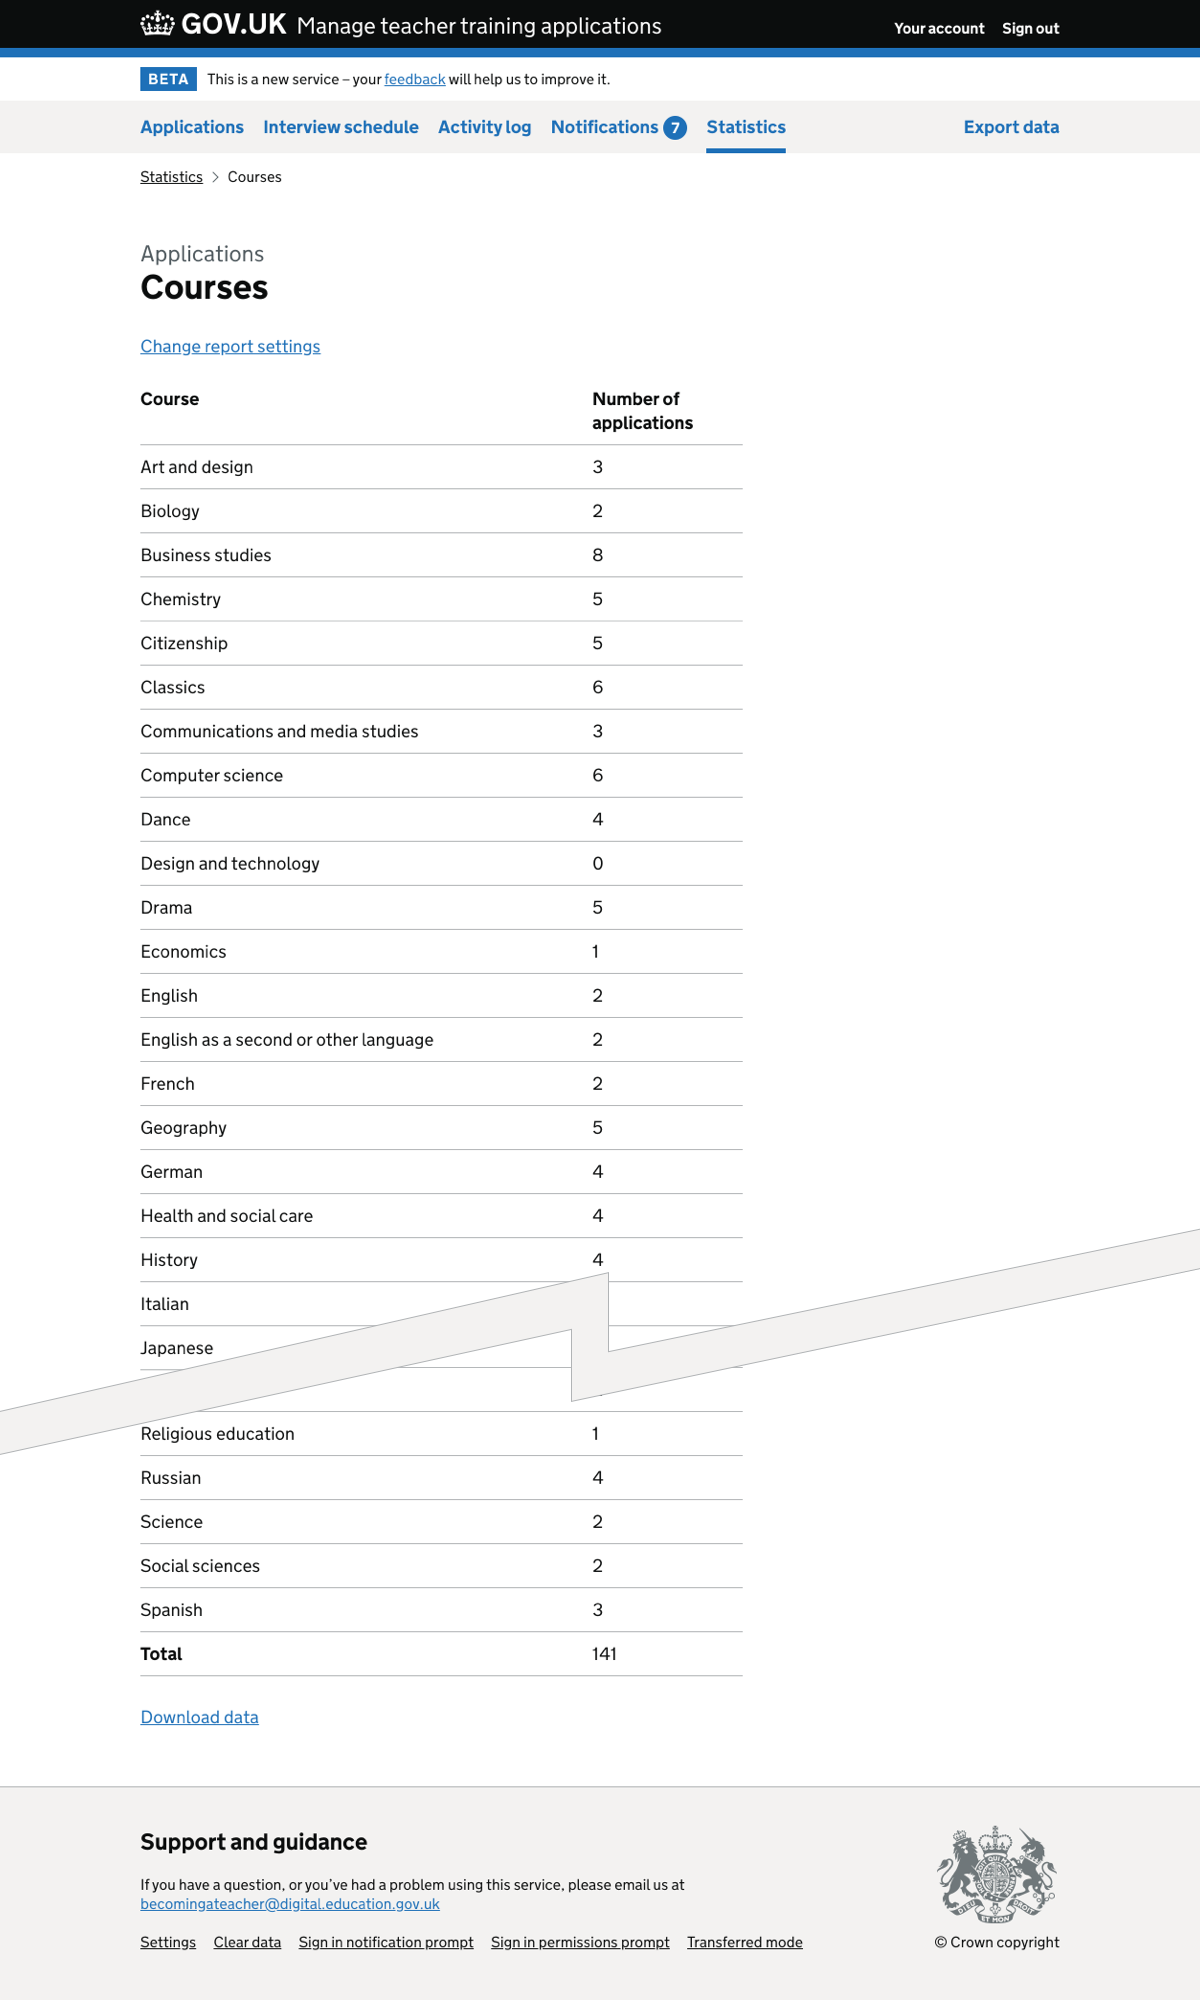 GOV.UK Manage teacher training applications Your account Sign out
BETA This is a new service – your feedback will help us to improve it.
Applications Interview schedule Activity log Notifications 7 Statistics Export data
Statistics > Courses
Applications
Courses
Change report settings
Course Number of
applications
Art and design 3
Biology 2
Business studies 8
Chemistry 5
Citizenship 5
Classics 6
Communications and media studies 3
Computer science 6
Dance 4
Design and technology 0
Drama 5
Economics 1
English 2
English as a second or other language 2
French 2
Geography 5
German 4
Health and social care 4
History 4
Italian
Japanese
Religious education 1
Russian 4
Science 2
Social sciences 2
Spanish 3
Total 141
Download data
Support and guidance
If you have a question, or you’ve had a problem using this service, please email us at
becomingateacher@digital.education.gov.uk
Settings Clear data Sign in notification prompt Sign in permissions prompt Transferred mode © Crown copyright
DIEU ET MON DROIT